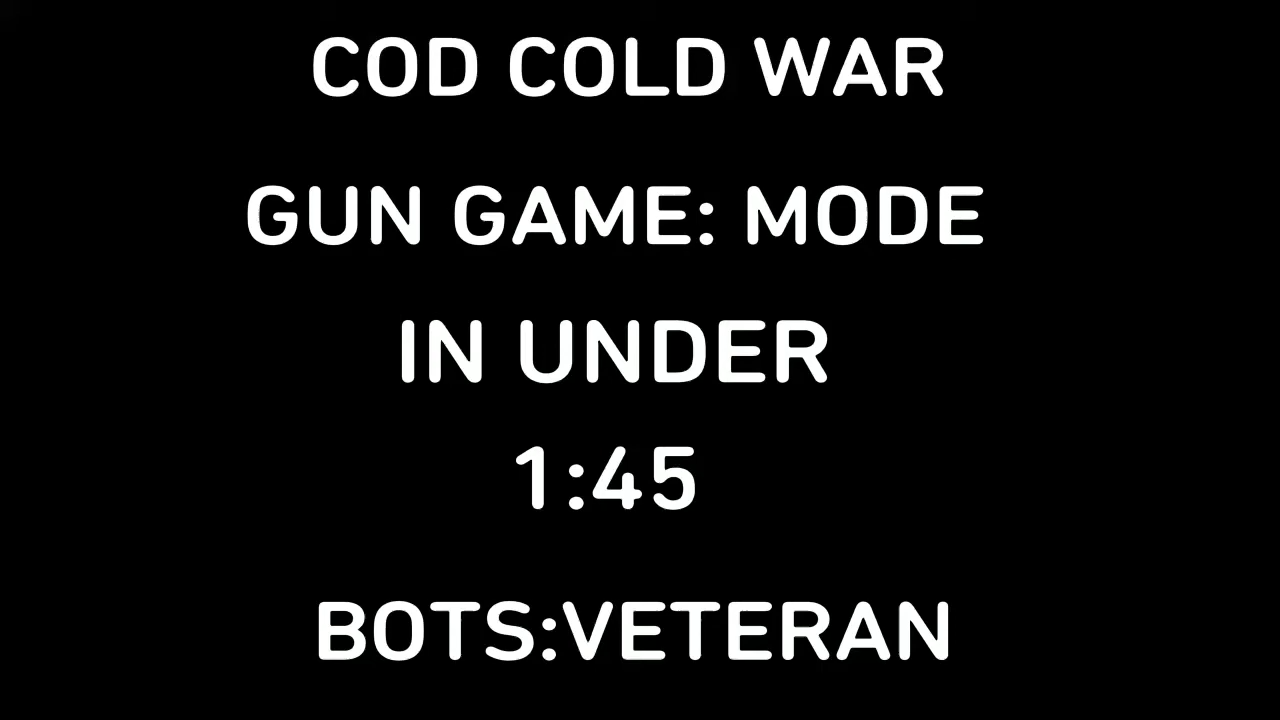 COD COLD WAR
GUN GAME: MODE
IN UNDER
1:45
BOTS:VETERAN